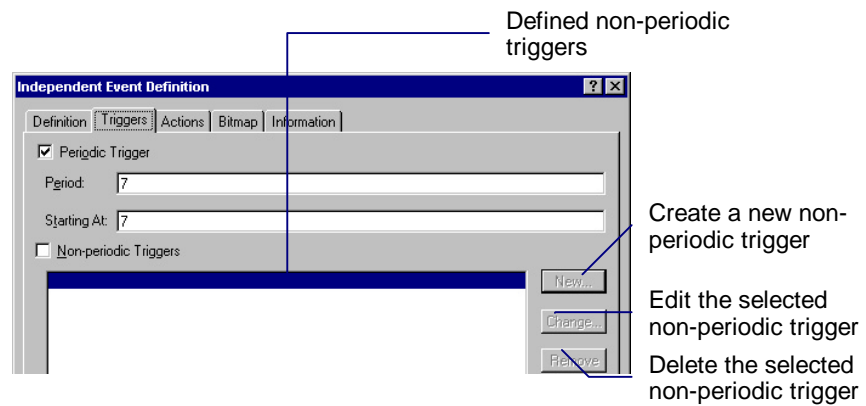 Defined non-periodic
triggers
Independent Event Definition
Definition Triggers Actions Bitmap Information
Periodic Trigger
Period: 7
Starting At: 7
Non-periodic Triggers
New...
Change...
Remove
Create a new non-
periodic trigger
Edit the selected
non-periodic trigger
Delete the selected
non-periodic trigger